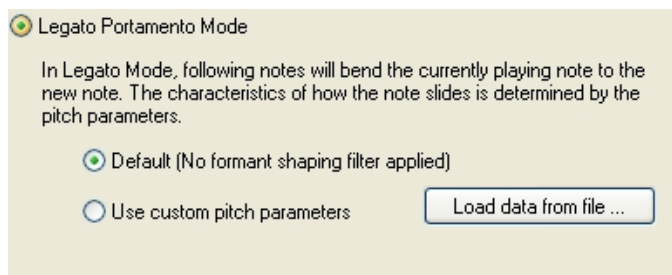 Legato Portamento Mode
In Legato Mode, following notes will bend the currently playing note to the
new note. The characteristics of how the note slides is determined by the
pitch parameters.
Default (No formant shaping filter applied)
Use custom pitch parameters Load data from file ...